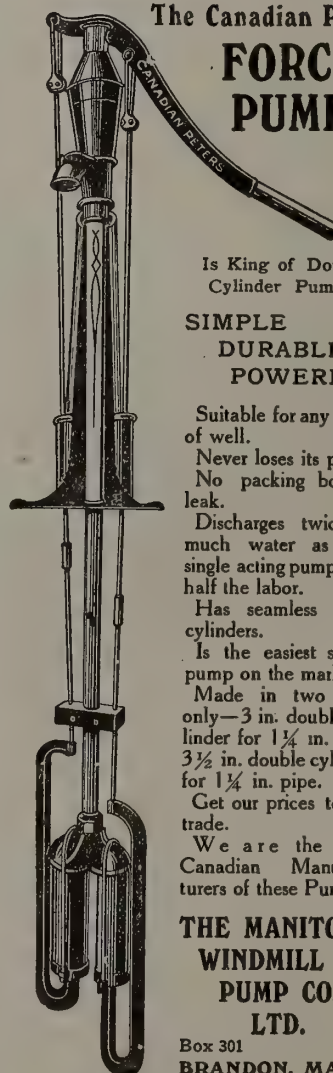 The Canadian P
FORC
PUM
CANADIAN PETERS
Is King of Do
Cylinder Pum
SIMPLE
DURABL
POWER
Suitable for any
of well.
Never loses its p
No packing bo
leak.
Discharges twic
much water as
single acting pump
half the labor.
Has seamless
cylinders.
Is the easiest s
pump on the mar
Made in two
only—3 in. doubl
linder for 1¼ in.
3½ in. double cyl
for 1¼ in. pipe.
Get our prices t
trade.
We are the
Canadian Man
turers of these Pu
THE MANITO
WINDMILL
PUMP CO
LTD.
Box 301
BRANDON, MA